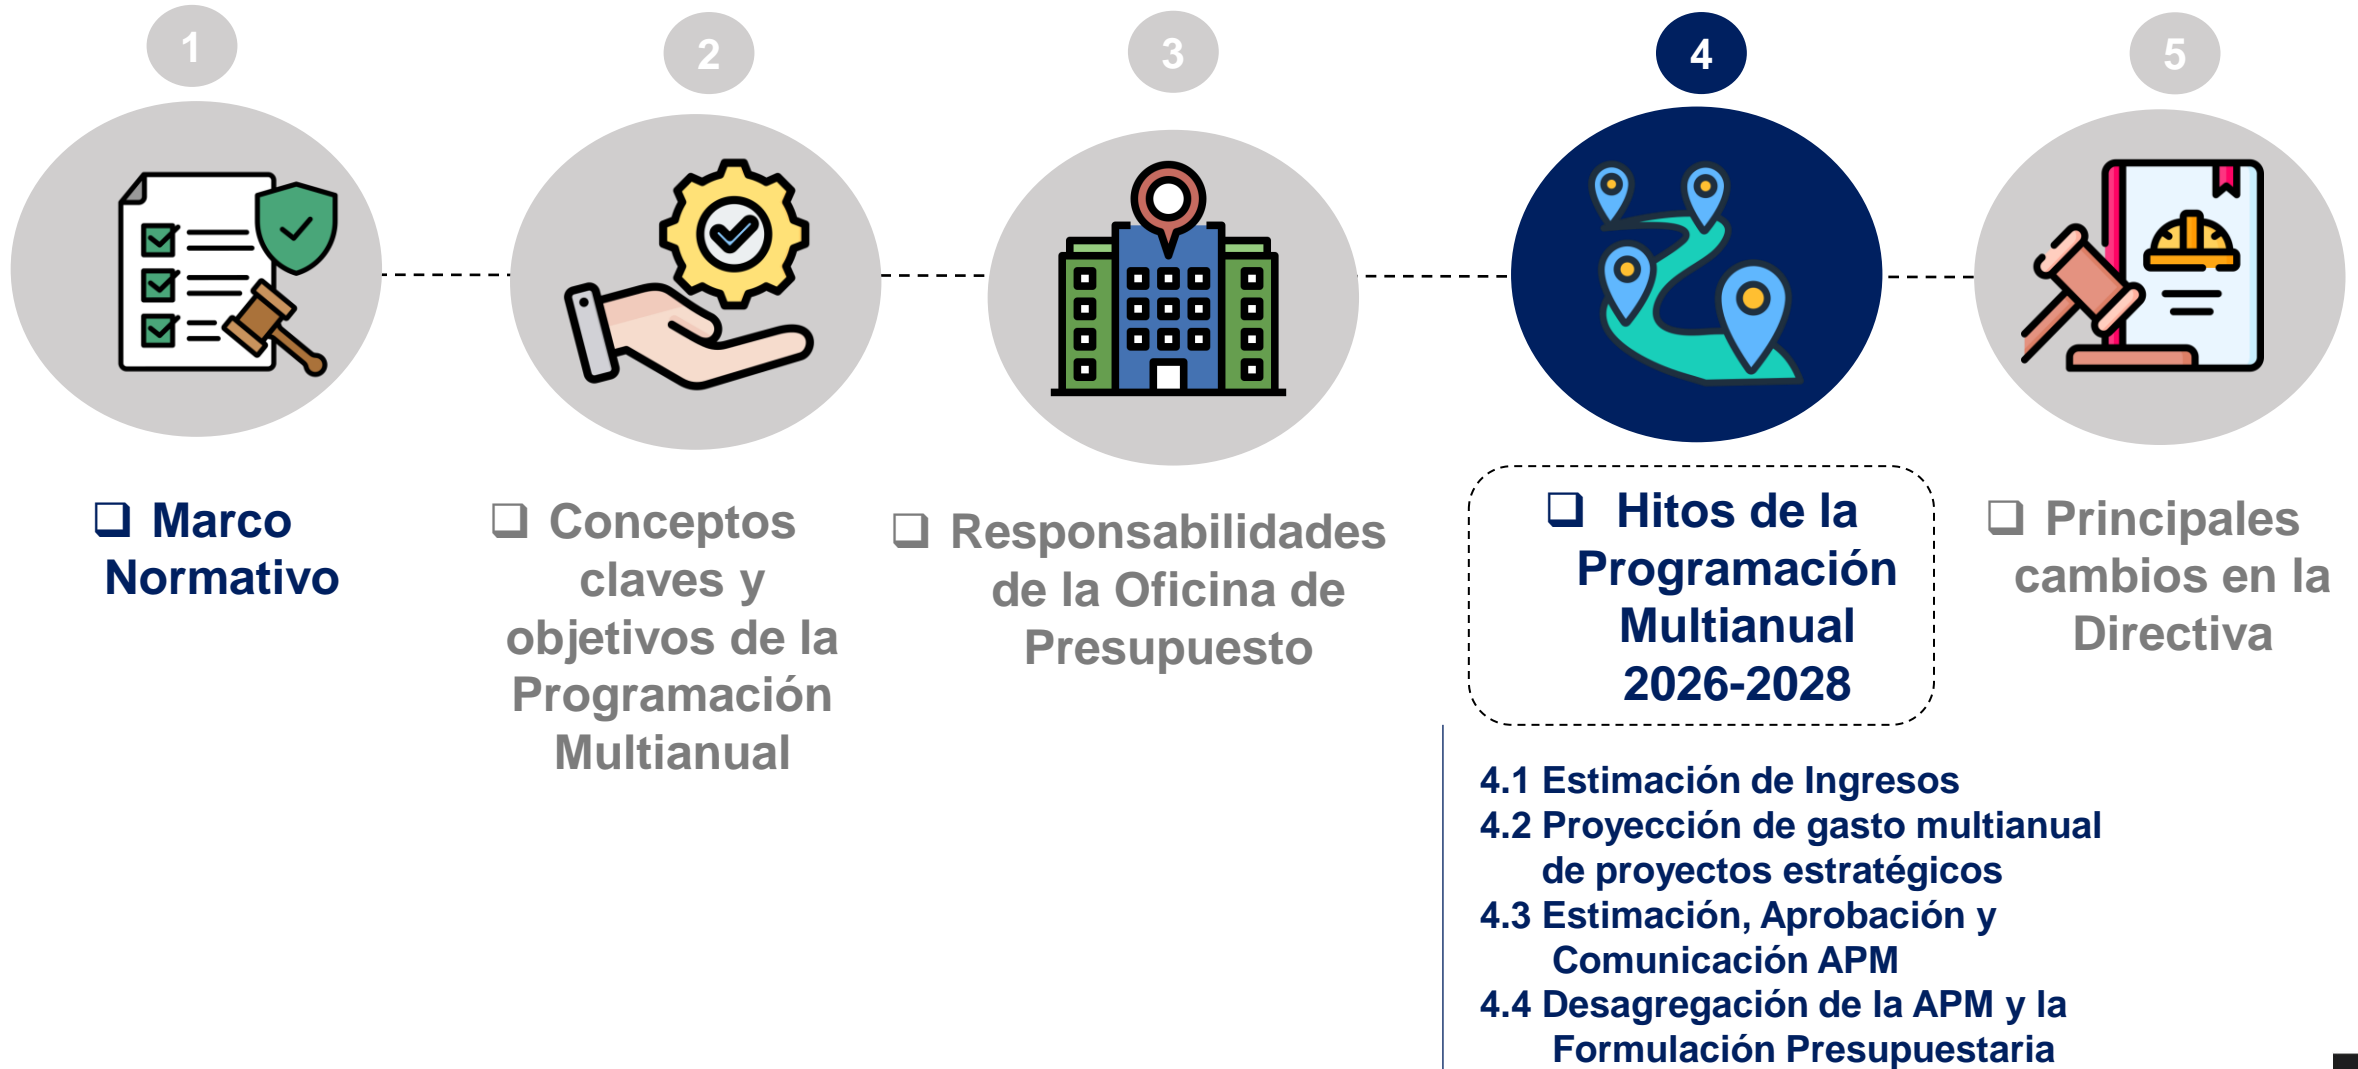 1
2
3
4
5
❑ Marco
Normativo
❑ Conceptos
claves y
objetivos de la
Programación
Multianual
❑ Responsabilidades
de la Oficina de
Presupuesto
❑ Hitos de la
Programación
Multianual
2026-2028
❑ Principales
cambios en la
Directiva
4.1 Estimación de Ingresos
4.2 Proyección de gasto multianual
de proyectos estratégicos
4.3 Estimación, Aprobación y
Comunicación APM
4.4 Desagregación de la APM y la
Formulación Presupuestaria